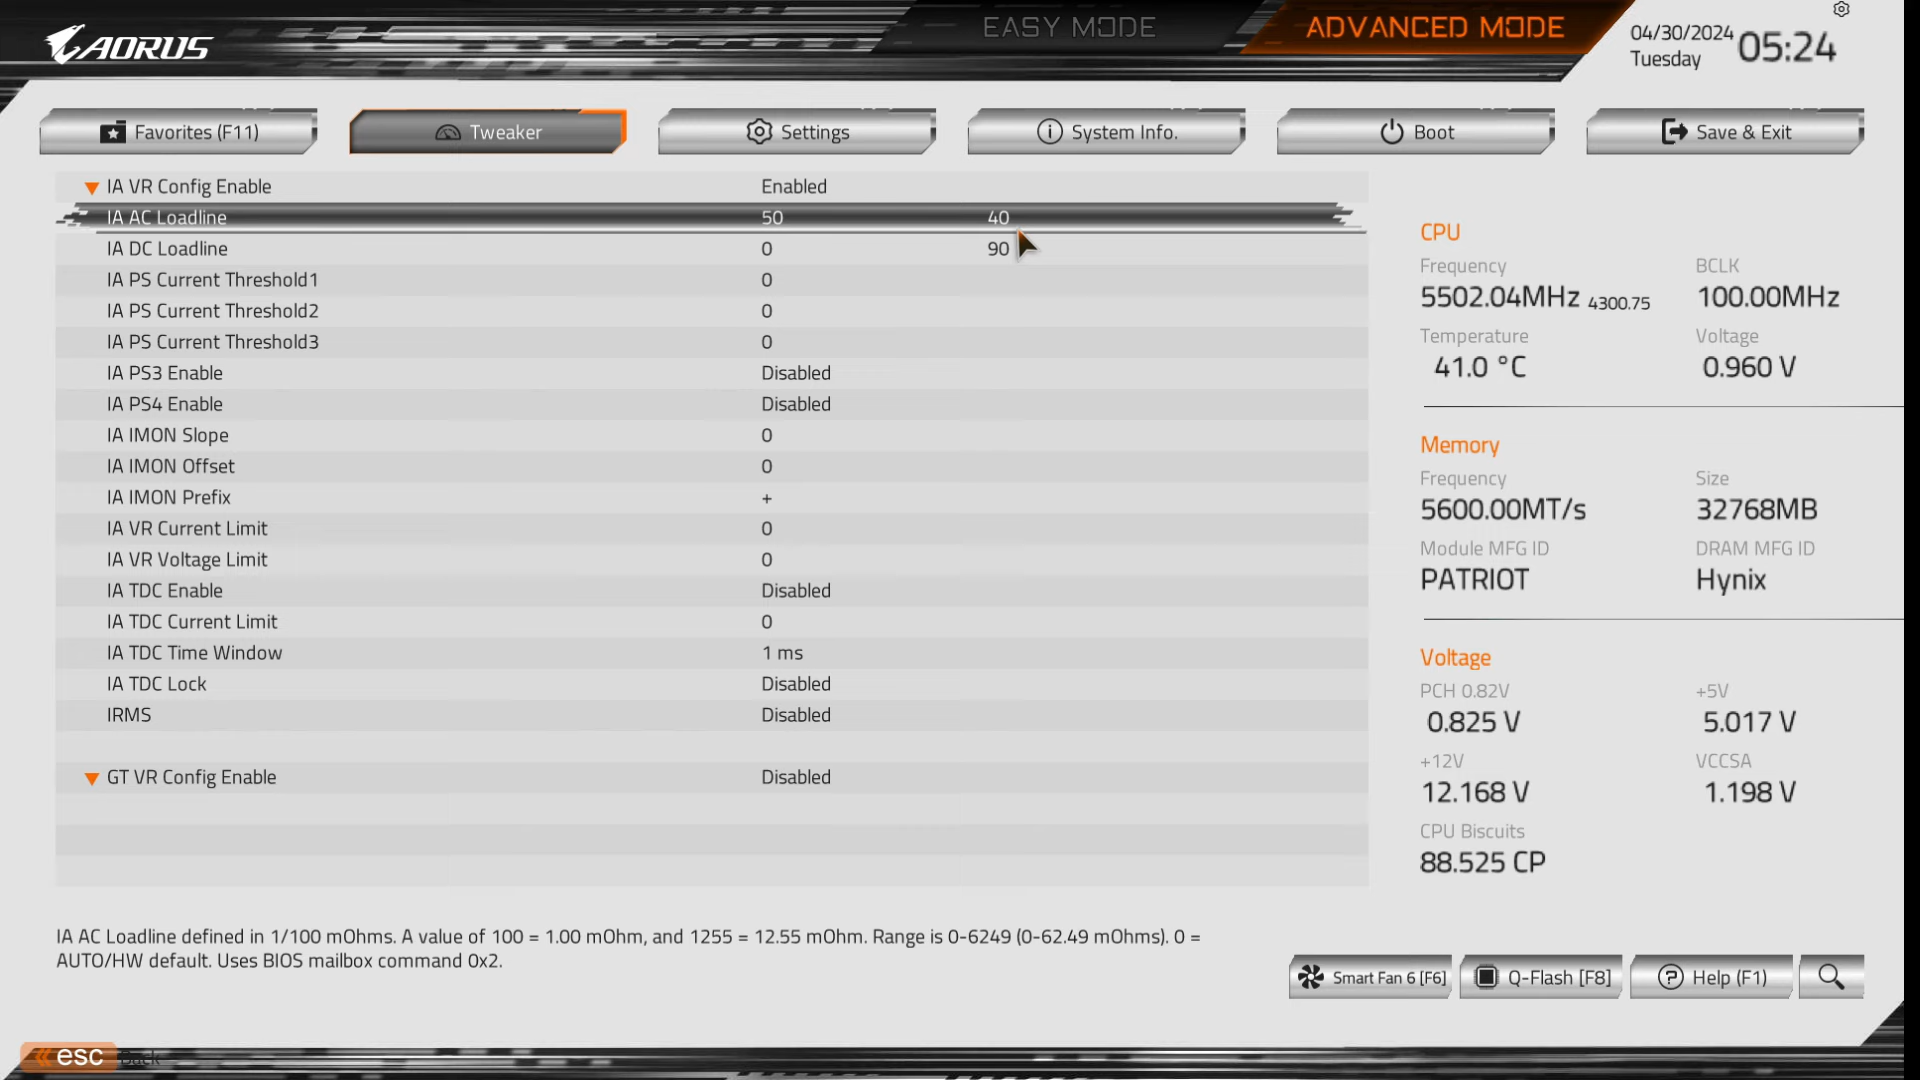 AORUS
EASY MODE
ADVANCED MODE
04/30/2024
Tuesday
05:24
Favorites (F11)
Tweaker
Settings
System Info.
Boot
Save & Exit
IA VR Config Enable Enabled
IA AC Loadline 50 40
IA DC Loadline 0 90
IA PS Current Threshold1 0
IA PS Current Threshold2 0
IA PS Current Threshold3 0
IA PS3 Enable Disabled
IA PS4 Enable Disabled
IA IMON Slope 0
IA IMON Offset 0
IA IMON Prefix +
IA VR Current Limit 0
IA VR Voltage Limit 0
IA TDC Enable Disabled
IA TDC Current Limit 0
IA TDC Time Window 1 ms
IA TDC Lock Disabled
IRMS Disabled
GT VR Config Enable Disabled
CPU
Frequency BCLK
5502.04MHz 4300.75 100.00MHz
Temperature Voltage
41.0 °C 0.960 V
Memory
Frequency Size
5600.00MT/s 32768MB
Module MFG ID DRAM MFG ID
PATRIOT Hynix
Voltage
PCH 0.82V +5V
0.825 V 5.017 V
+12V VCCSA
12.168 V 1.198 V
CPU Biscuits
88.525 CP
IA AC Loadline defined in 1/100 mOhms. A value of 100 = 1.00 mOhm, and 1255 = 12.55 mOhm. Range is 0-6249 (0-62.49 mOhms). 0 =
AUTO/HW default. Uses BIOS mailbox command 0x2.
Smart Fan 6 [F6]
Q-Flash [F8]
Help (F1)
esc Back